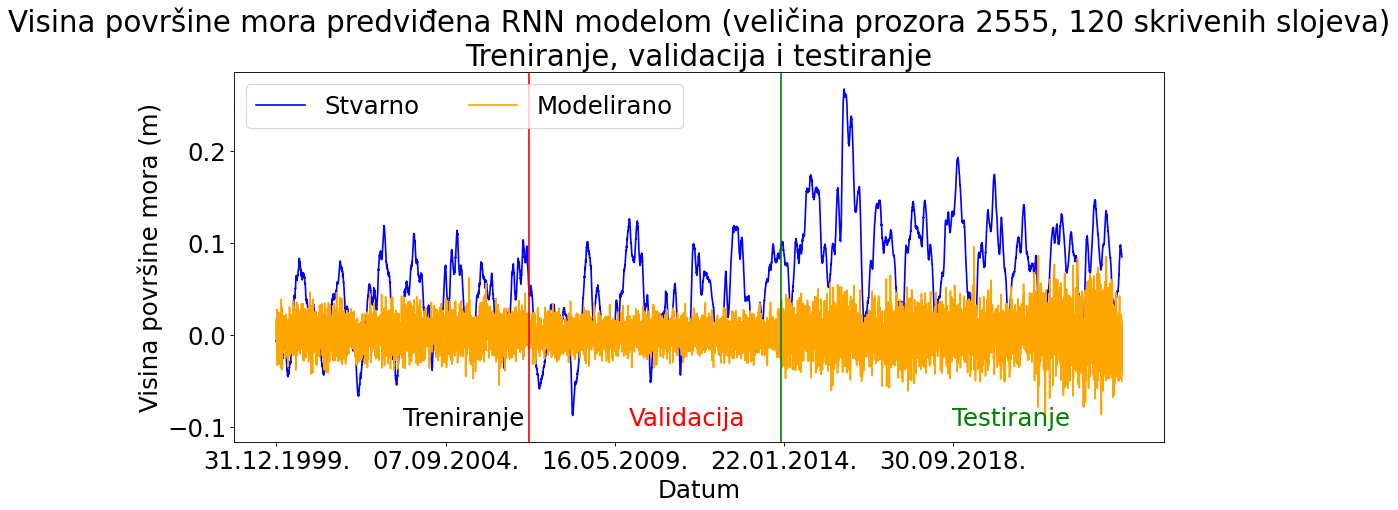 Visina površine mora predviđena RNN modelom (veličina prozora 2555, 120 skrivenih slojeva)
Treniranje, validacija i testiranje
Stvarno
Modelirano
Visina površine mora (m)
0.2
0.1
0.0
−0.1
Treniranje
Validacija
Testiranje
31.12.1999.
07.09.2004.
16.05.2009.
22.01.2014.
30.09.2018.
Datum